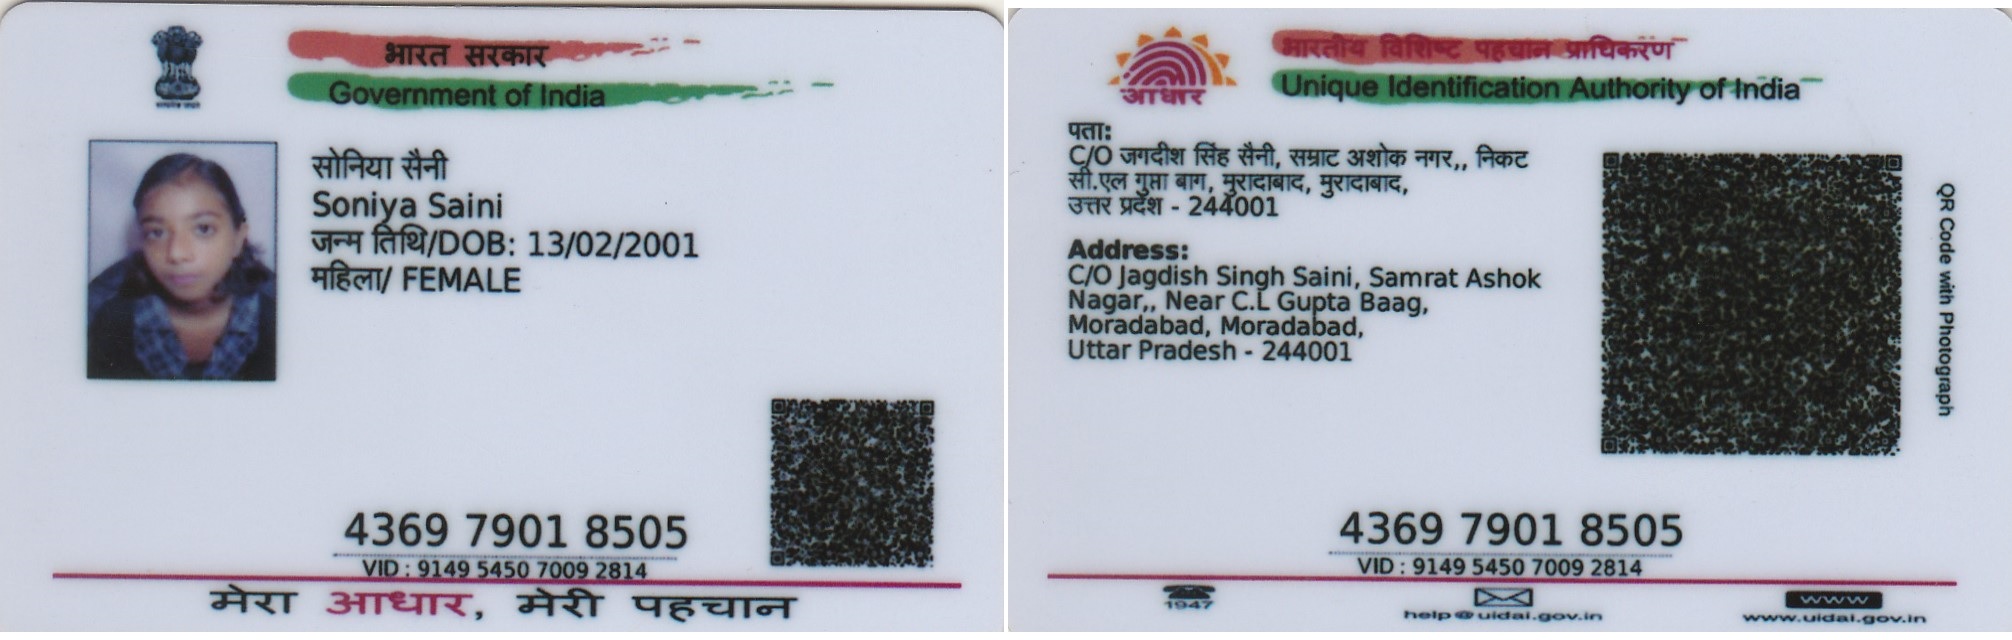 भारत सरकार
Government of India
सोनिया सैनी
Soniya Saini
जन्म तिथि/DOB: 13/02/2001
महिला/ FEMALE
4369 7901 8505
VID : 9149 5450 7009 2814
मेरा आधार, मेरी पहचान
आधार
भारतीय विशिष्ट पहचान प्राधिकरण
Unique Identification Authority of India
पता:
C/O जगदीश सिंह सैनी, सम्राट अशोक नगर,, निकट
सी.एल गुप्ता बाग, मुरादाबाद, मुरादाबाद,
उत्तर प्रदेश - 244001
Address:
C/O Jagdish Singh Saini, Samrat Ashok
Nagar,, Near C.L Gupta Baag,
Moradabad, Moradabad,
Uttar Pradesh - 244001
QR Code with Photograph
4369 7901 8505
VID : 9149 5450 7009 2814
1947
help@uidai.gov.in
www
www.uidai.gov.in